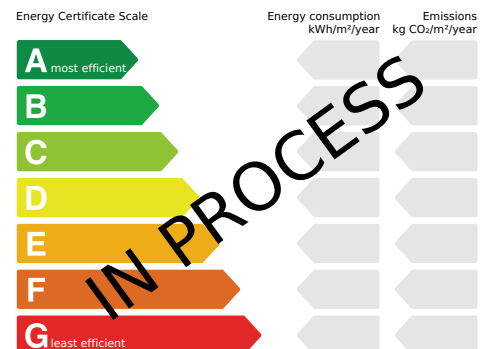 Energy Certificate Scale
Energy consumption
kWh/m²/year
Emissions
kg CO₂/m²/year
A most efficient
B
C
D
E
F
G least efficient
IN PROCESS